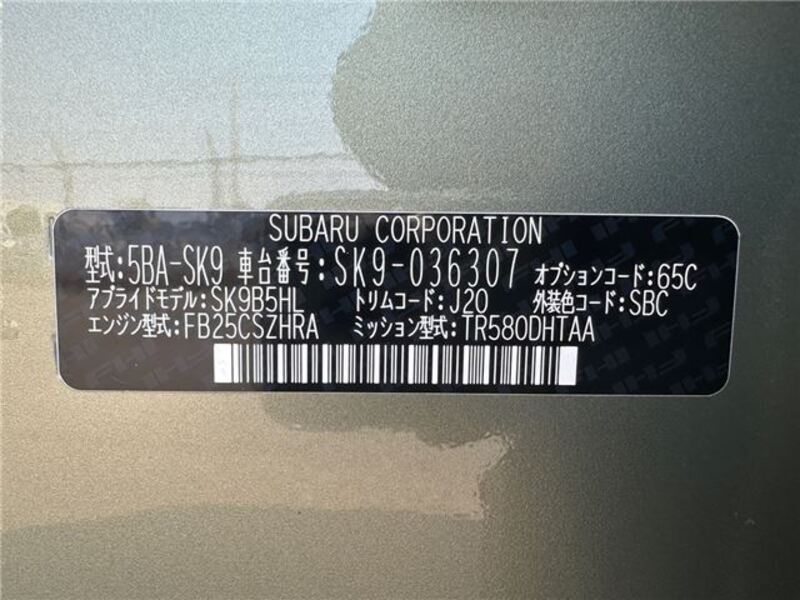 SUBARU CORPORATION
型式:5BA-SK9 車台番号:SK9-036307 オプションコード:65C
アプライドモデル:SK9B5HL トリムコード:J20 外装色コード:SBC
エンジン型式:FB25CSZHRA ミッション型式:TR580DHTAA